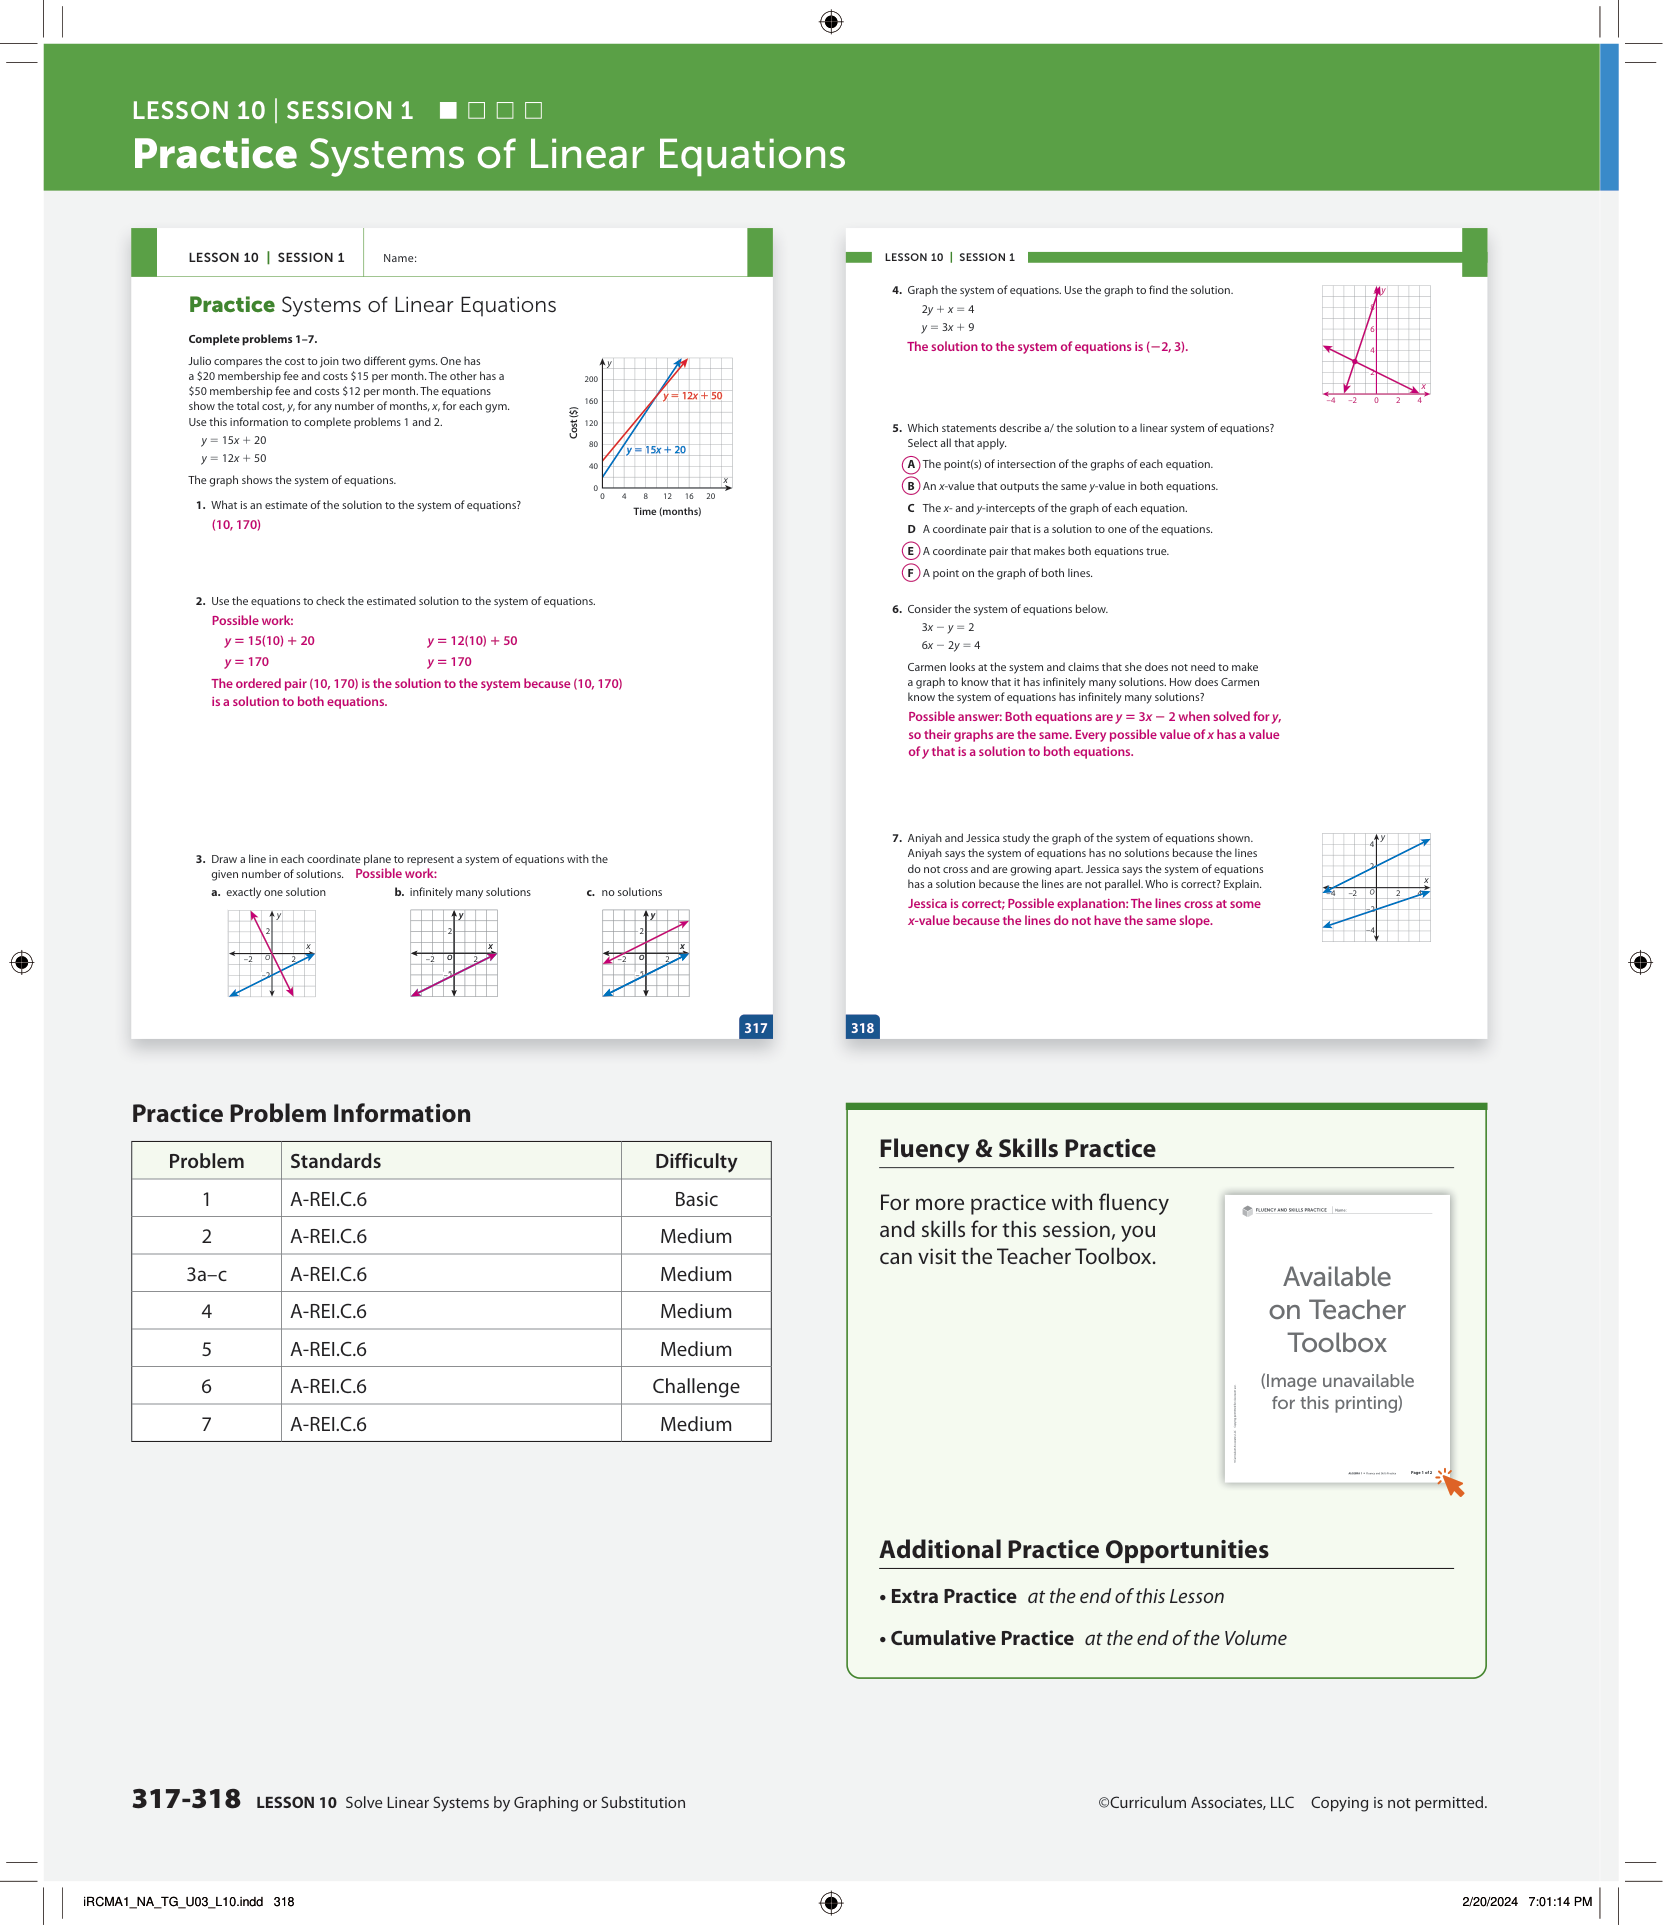 LESSON 10 | SESSION 1
Practice Systems of Linear Equations
LESSON 10 | SESSION 1
Name:
Practice Systems of Linear Equations
Complete problems 1–7.
Julio compares the cost to join two different gyms. One has
a $20 membership fee and costs $15 per month. The other has a
$50 membership fee and costs $12 per month. The equations
show the total cost, y, for any number of months, x, for each gym.
Use this information to complete problems 1 and 2.
y = 15x + 20
y = 12x + 50
The graph shows the system of equations.
Cost ($)
y
200
160
120
80
40
0
y = 12x + 50
y = 15x + 20
x
0 4 8 12 16 20
Time (months)
1. What is an estimate of the solution to the system of equations?
(10, 170)
2. Use the equations to check the estimated solution to the system of equations.
Possible work:
y = 15(10) + 20 y = 12(10) + 50
y = 170 y = 170
The ordered pair (10, 170) is the solution to the system because (10, 170)
is a solution to both equations.
3. Draw a line in each coordinate plane to represent a system of equations with the
given number of solutions. Possible work:
a. exactly one solution b. infinitely many solutions c. no solutions
y y y
2 2 2
x x x
−2 O 2 −2 O 2 −2 O 2
317
LESSON 10 | SESSION 1
4. Graph the system of equations. Use the graph to find the solution.
2y + x = 4
y = 3x + 9
The solution to the system of equations is (−2, 3).
y
6
4
2
x
−4 −2 0 2 4
5. Which statements describe a/ the solution to a linear system of equations?
Select all that apply.
A The point(s) of intersection of the graphs of each equation.
B An x-value that outputs the same y-value in both equations.
C The x- and y-intercepts of the graph of each equation.
D A coordinate pair that is a solution to one of the equations.
E A coordinate pair that makes both equations true.
F A point on the graph of both lines.
6. Consider the system of equations below.
3x − y = 2
6x − 2y = 4
Carmen looks at the system and claims that she does not need to make
a graph to know that it has infinitely many solutions. How does Carmen
know the system of equations has infinitely many solutions?
Possible answer: Both equations are y = 3x − 2 when solved for y,
so their graphs are the same. Every possible value of x has a value
of y that is a solution to both equations.
7. Aniyah and Jessica study the graph of the system of equations shown.
Aniyah says the system of equations has no solutions because the lines
do not cross and are growing apart. Jessica says the system of equations
has a solution because the lines are not parallel. Who is correct? Explain.
Jessica is correct; Possible explanation: The lines cross at some
x-value because the lines do not have the same slope.
y
4
2
x
−4 −2 O 2 4
−2
−4
318
Practice Problem Information
Problem Standards Difficulty
1 A-REI.C.6 Basic
2 A-REI.C.6 Medium
3a–c A-REI.C.6 Medium
4 A-REI.C.6 Medium
5 A-REI.C.6 Medium
6 A-REI.C.6 Challenge
7 A-REI.C.6 Medium
Fluency & Skills Practice
For more practice with fluency
and skills for this session, you
can visit the Teacher Toolbox.
FLUENCY AND SKILLS PRACTICE | Name:
Available
on Teacher
Toolbox
(Image unavailable
for this printing)
Page 1 of 2
Additional Practice Opportunities
• Extra Practice at the end of this Lesson
• Cumulative Practice at the end of the Volume
317-318 LESSON 10 Solve Linear Systems by Graphing or Substitution
©Curriculum Associates, LLC Copying is not permitted.
iRCMA1_NA_TG_U03_L10.indd 318
2/20/2024 7:01:14 PM